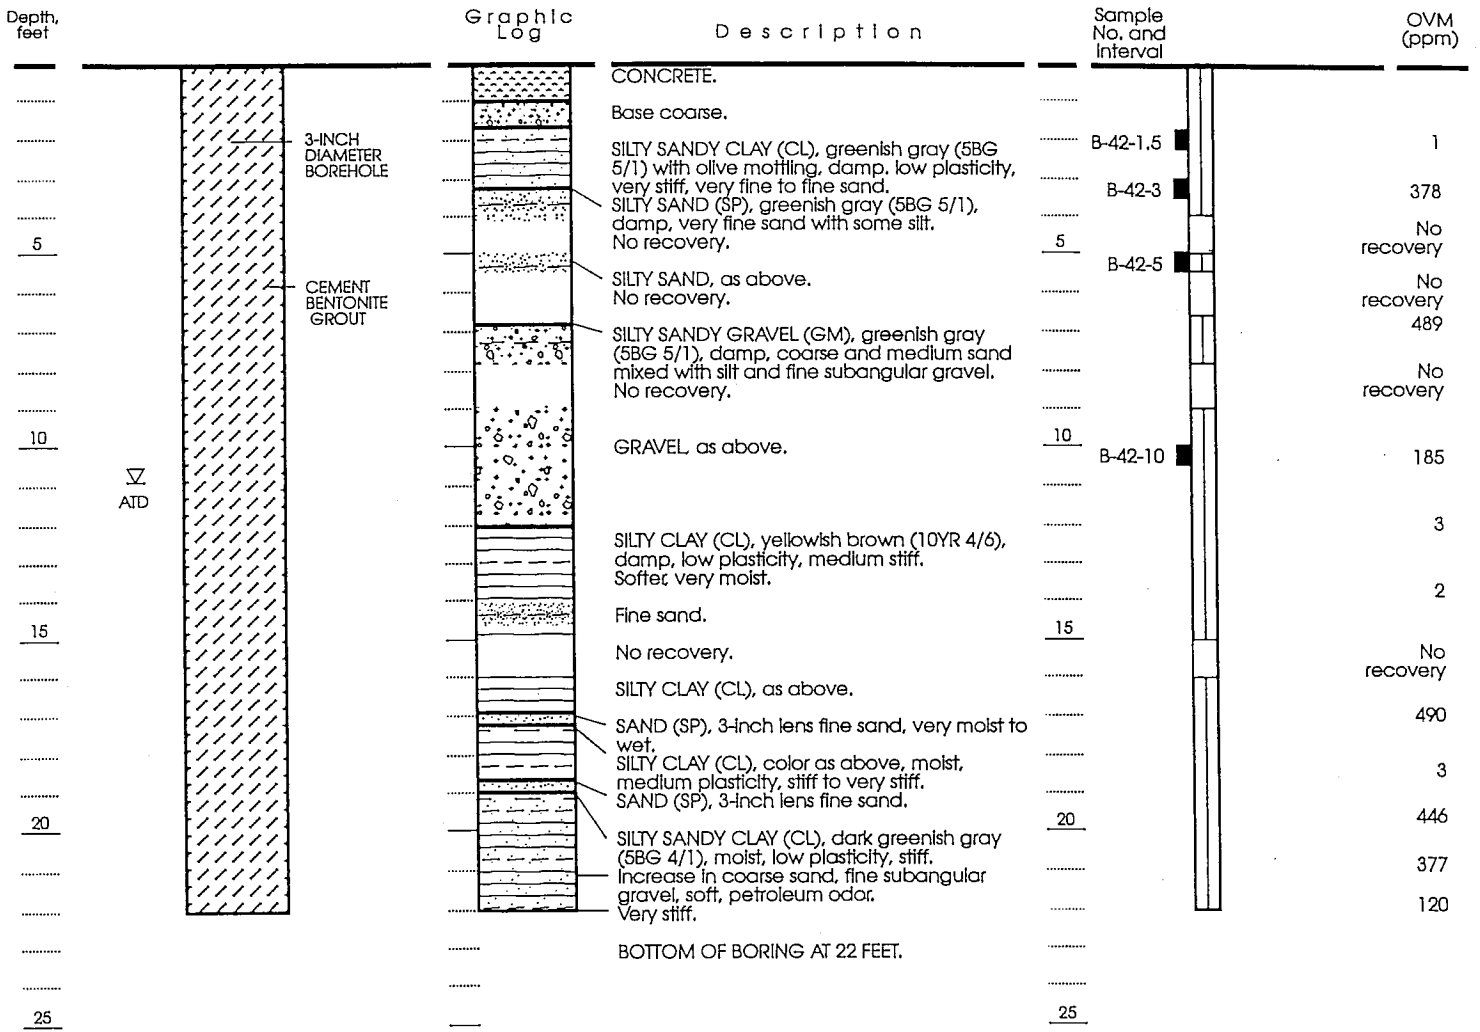 Depth, feet
Graphic Log
Description
Sample No. and Interval
OVM (ppm)
CONCRETE.
Base coarse.
3-INCH
DIAMETER
BOREHOLE
SILTY SANDY CLAY (CL), greenish gray (5BG
5/1) with olive mottling, damp. low plasticity,
very stiff, very fine to fine sand.
B-42-1.5
1
B-42-3
378
SILTY SAND (SP), greenish gray (5BG 5/1),
damp, very fine sand with some silt.
No recovery.
No
recovery
5
5
B-42-5
SILTY SAND, as above.
No recovery.
No
recovery
CEMENT
BENTONITE
GROUT
489
SILTY SANDY GRAVEL (GM), greenish gray
(5BG 5/1), damp, coarse and medium sand
mixed with silt and fine subangular gravel.
No recovery.
No
recovery
10
GRAVEL, as above.
10
B-42-10
185
ATD
3
SILTY CLAY (CL), yellowish brown (10YR 4/6),
damp, low plasticity, medium stiff.
Softer, very moist.
2
Fine sand.
15
15
No recovery.
No
recovery
SILTY CLAY (CL), as above.
490
SAND (SP), 3-inch lens fine sand, very moist to
wet.
SILTY CLAY (CL), color as above, moist,
medium plasticity, stiff to very stiff.
3
SAND (SP), 3-inch lens fine sand.
20
20
446
SILTY SANDY CLAY (CL), dark greenish gray
(5BG 4/1), moist, low plasticity, stiff.
377
Increase in coarse sand, fine subangular
gravel, soft, petroleum odor.
Very stiff.
120
BOTTOM OF BORING AT 22 FEET.
25
25